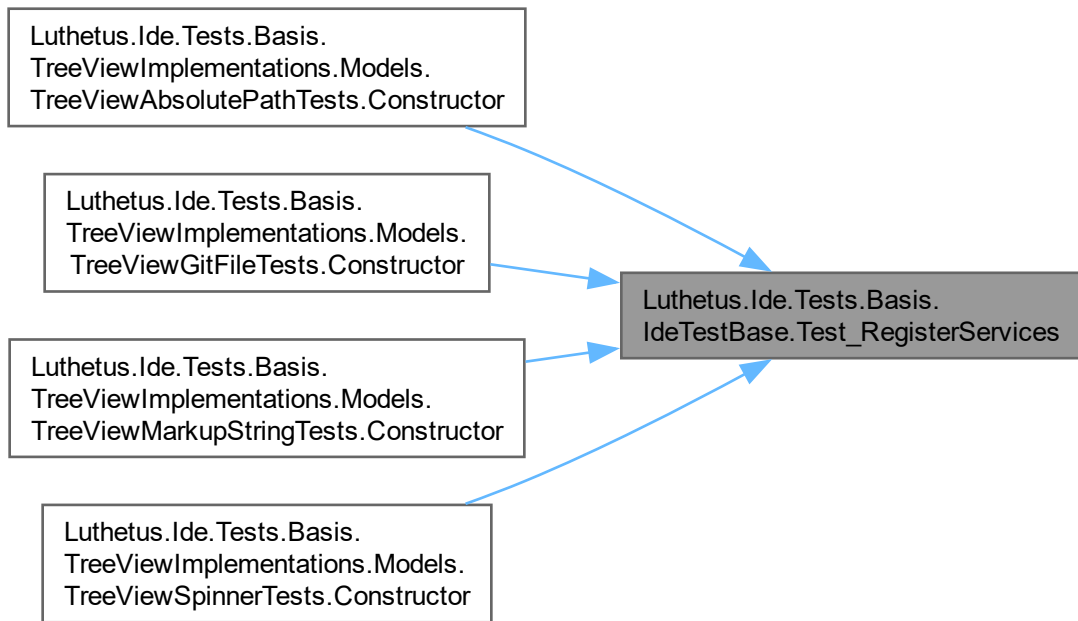 Luthetus.Ide.Tests.Basis.
TreeViewImplementations.Models.
TreeViewAbsolutePathTests.Constructor
Luthetus.Ide.Tests.Basis.
TreeViewImplementations.Models.
TreeViewGitFileTests.Constructor
Luthetus.Ide.Tests.Basis.
IdeTestBase.Test_RegisterServices
Luthetus.Ide.Tests.Basis.
TreeViewImplementations.Models.
TreeViewMarkupStringTests.Constructor
Luthetus.Ide.Tests.Basis.
TreeViewImplementations.Models.
TreeViewSpinnerTests.Constructor